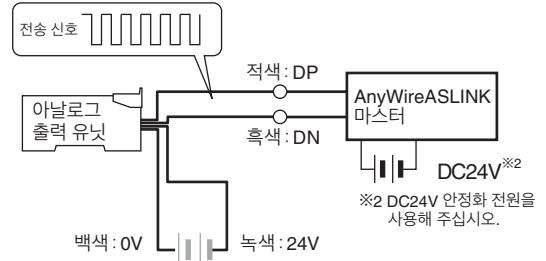 전송 신호
적색 : DP
AnyWireASLINK
마스터
아날로그
출력 유닛
흑색 : DN
DC24V※2
※2 DC24V 안정화 전원을
사용해 주십시오.
백색 : 0V
녹색 : 24V